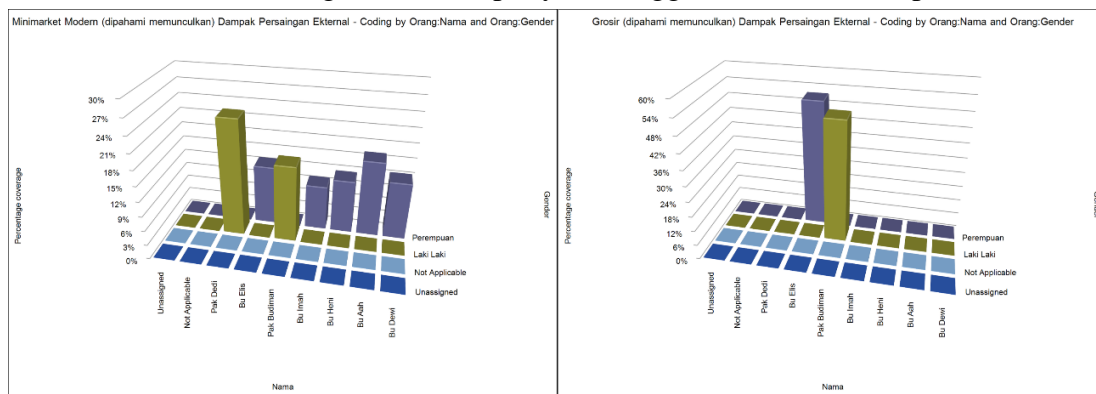 Minimarket Modern (dipahami memunculkan) Dampak Persaingan Ekternal - Coding by Orang:Nama and Orang:Gender
30%
27%
24%
21%
18%
15%
12%
9%
6%
3%
0%
Percentage coverage
Gender
Perempuan
Laki Laki
Not Applicable
Unassigned
Unassigned
Not Applicable
Pak Dedi
Bu Elis
Pak Budiman
Bu Imah
Bu Heni
Bu Aah
Bu Dewi
Nama
Grosir (dipahami memunculkan) Dampak Persaingan Ekternal - Coding by Orang:Nama and Orang:Gender
60%
54%
48%
42%
36%
30%
24%
18%
12%
6%
0%
Percentage coverage
Perempuan
Laki Laki
Not Applicable
Unassigned
Unassigned
Not Applicable
Pak Dedi
Bu Elis
Pak Budiman
Bu Imah
Bu Heni
Bu Aah
Bu Dewi
Nama